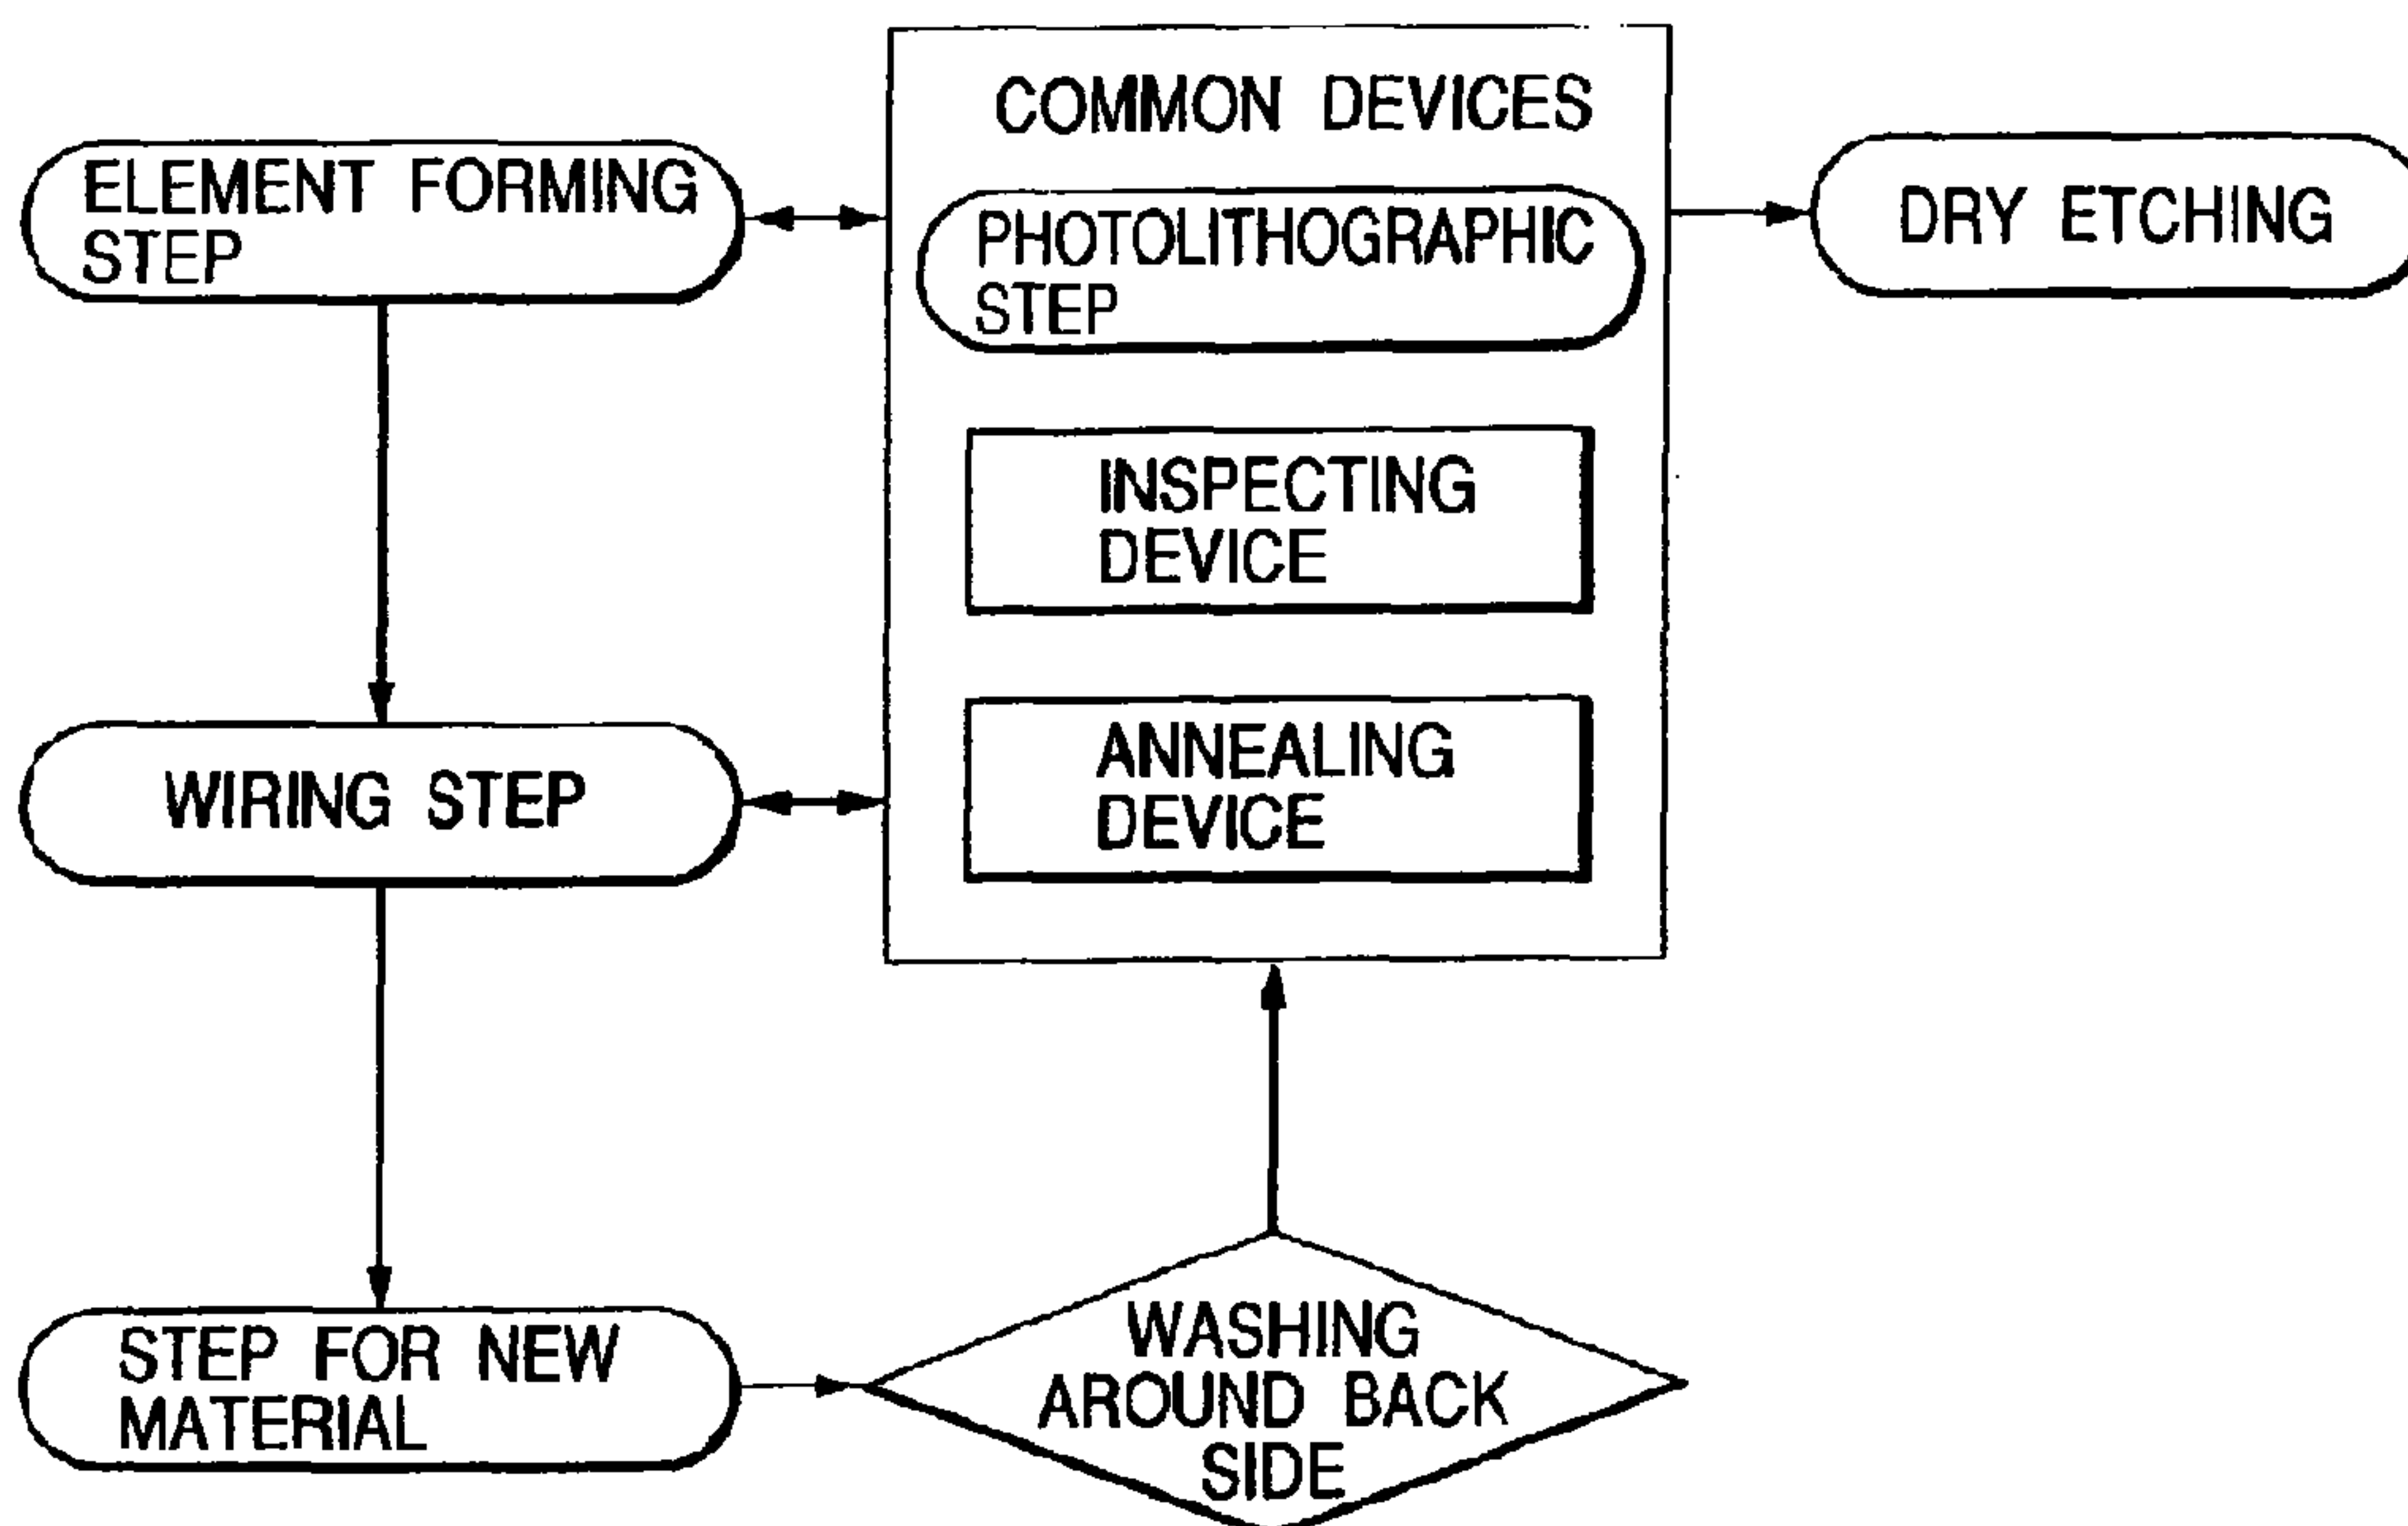 COMMON DEVICES
ELEMENT FORMING
STEP
PHOTOLITHOGRAPHIC
STEP
DRY ETCHING
INSPECTING
DEVICE
WIRING STEP
ANNEALING
DEVICE
STEP FOR NEW
MATERIAL
WASHING
AROUND BACK
SIDE